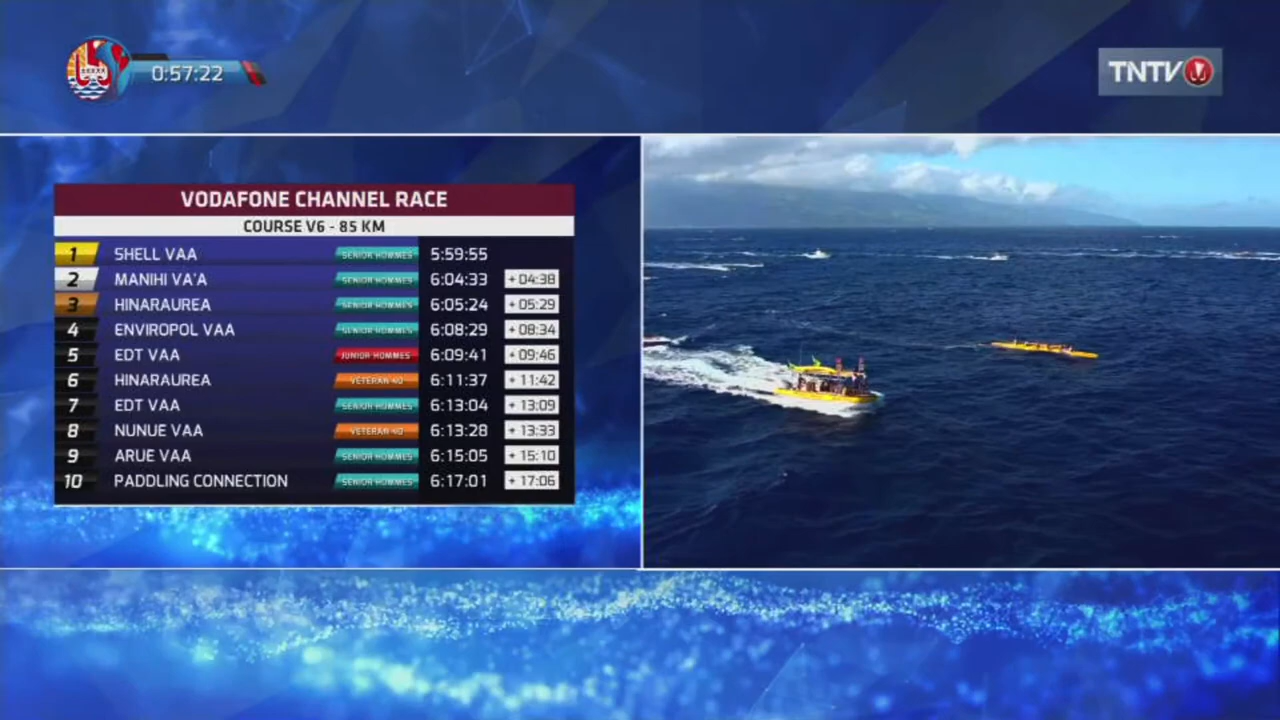 0:57:22
TNTV
VODAFONE CHANNEL RACE
COURSE V6 - 85 KM
1 SHELL VAA SENIOR HOMMES 5:59:55
2 MANIHI VA'A SENIOR HOMMES 6:04:33 + 04:38
3 HINARAUREA SENIOR HOMMES 6:05:24 + 05:29
4 ENVIROPOL VAA SENIOR HOMMES 6:08:29 + 08:34
5 EDT VAA JUNIOR HOMMES 6:09:41 + 09:46
6 HINARAUREA VETERAN 40 6:11:37 + 11:42
7 EDT VAA SENIOR HOMMES 6:13:04 + 13:09
8 NUNUE VAA VETERAN 40 6:13:28 + 13:33
9 ARUE VAA SENIOR HOMMES 6:15:05 + 15:10
10 PADDLING CONNECTION SENIOR HOMMES 6:17:01 + 17:06